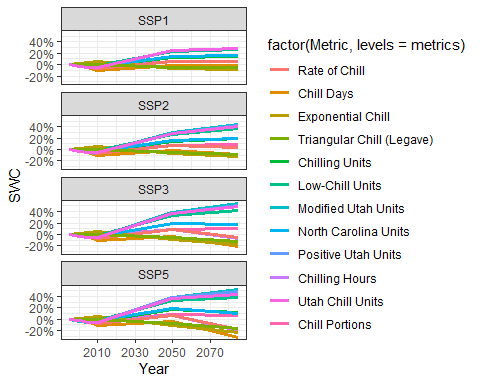 SSP1
40%
20%
0%
-20%
SSP2
40%
20%
0%
-20%
SSP3
40%
20%
0%
-20%
SSP5
40%
20%
0%
-20%
SWC
2010
2030
2050
2070
Year
factor(Metric, levels = metrics)
Rate of Chill
Chill Days
Exponential Chill
Triangular Chill (Legave)
Chilling Units
Low-Chill Units
Modified Utah Units
North Carolina Units
Positive Utah Units
Chilling Hours
Utah Chill Units
Chill Portions